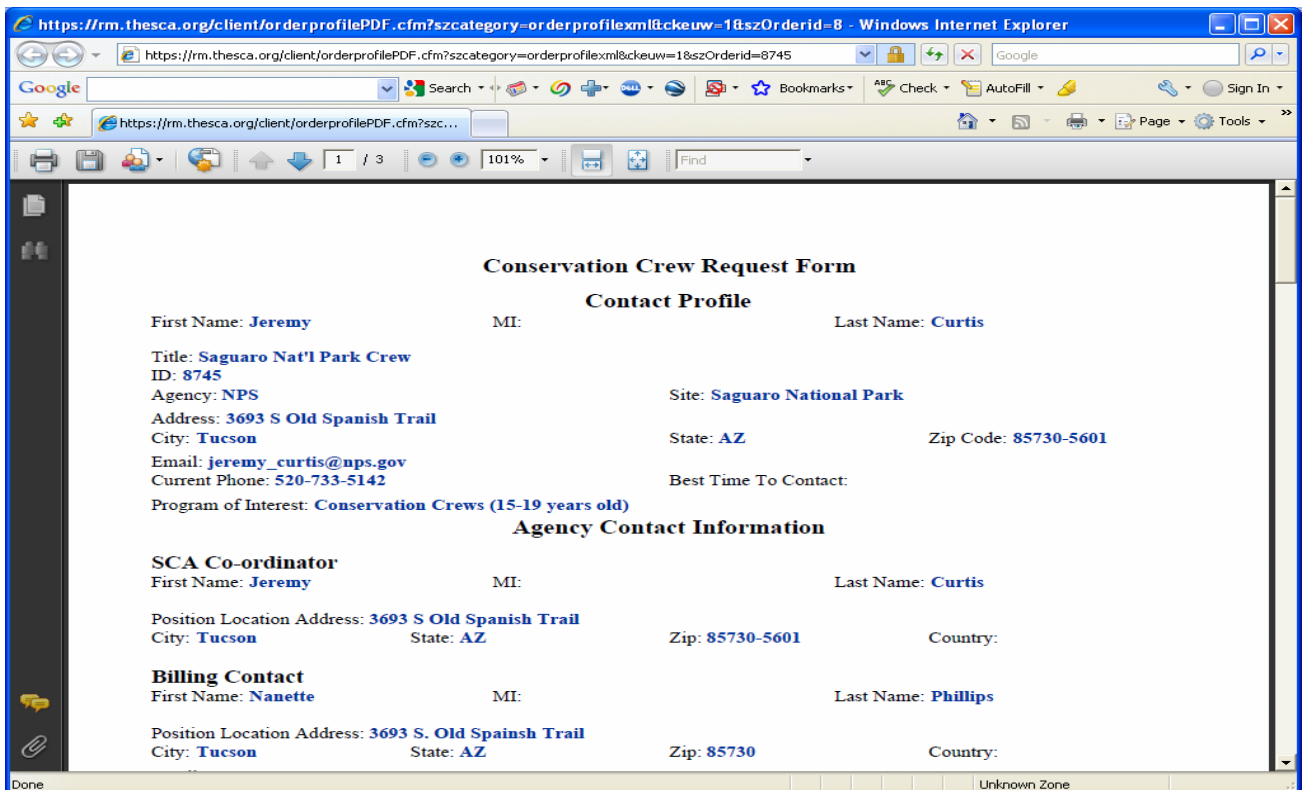 https://rm.thesca.org/client/orderprofilePDF.cfm?szcategory=orderprofilexml&ckeuw=1&szOrderid=8 - Windows Internet Explorer
https://rm.thesca.org/client/orderprofilePDF.cfm?szcategory=orderprofilexml&ckeuw=1&szOrderid=8745 Google
Google Search Bookmarks ABC Check AutoFill Sign In
https://rm.thesca.org/client/orderprofilePDF.cfm?szc... Page Tools
1 / 3 101% Find
Conservation Crew Request Form
Contact Profile
First Name: Jeremy MI: Last Name: Curtis
Title: Saguaro Nat'l Park Crew
ID: 8745
Agency: NPS Site: Saguaro National Park
Address: 3693 S Old Spanish Trail
City: Tucson State: AZ Zip Code: 85730-5601
Email: jeremy_curtis@nps.gov
Current Phone: 520-733-5142 Best Time To Contact:
Program of Interest: Conservation Crews (15-19 years old)
Agency Contact Information
SCA Co-ordinator
First Name: Jeremy MI: Last Name: Curtis
Position Location Address: 3693 S Old Spanish Trail
City: Tucson State: AZ Zip: 85730-5601 Country:
Billing Contact
First Name: Nanette MI: Last Name: Phillips
Position Location Address: 3693 S. Old Spainsh Trail
City: Tucson State: AZ Zip: 85730 Country:
Done Unknown Zone